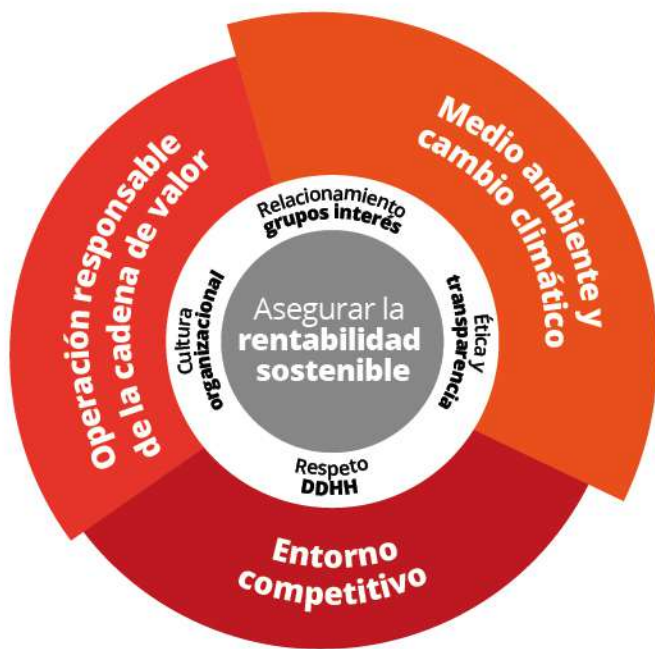 Operación responsable
de la cadena de valor
Medio ambiente y
cambio climático
Relacionamiento
grupos interés
Cultura
organizacional
Asegurar la
rentabilidad
sostenible
Ética y
transparencia
Respeto
DDHH
Entorno
competitivo